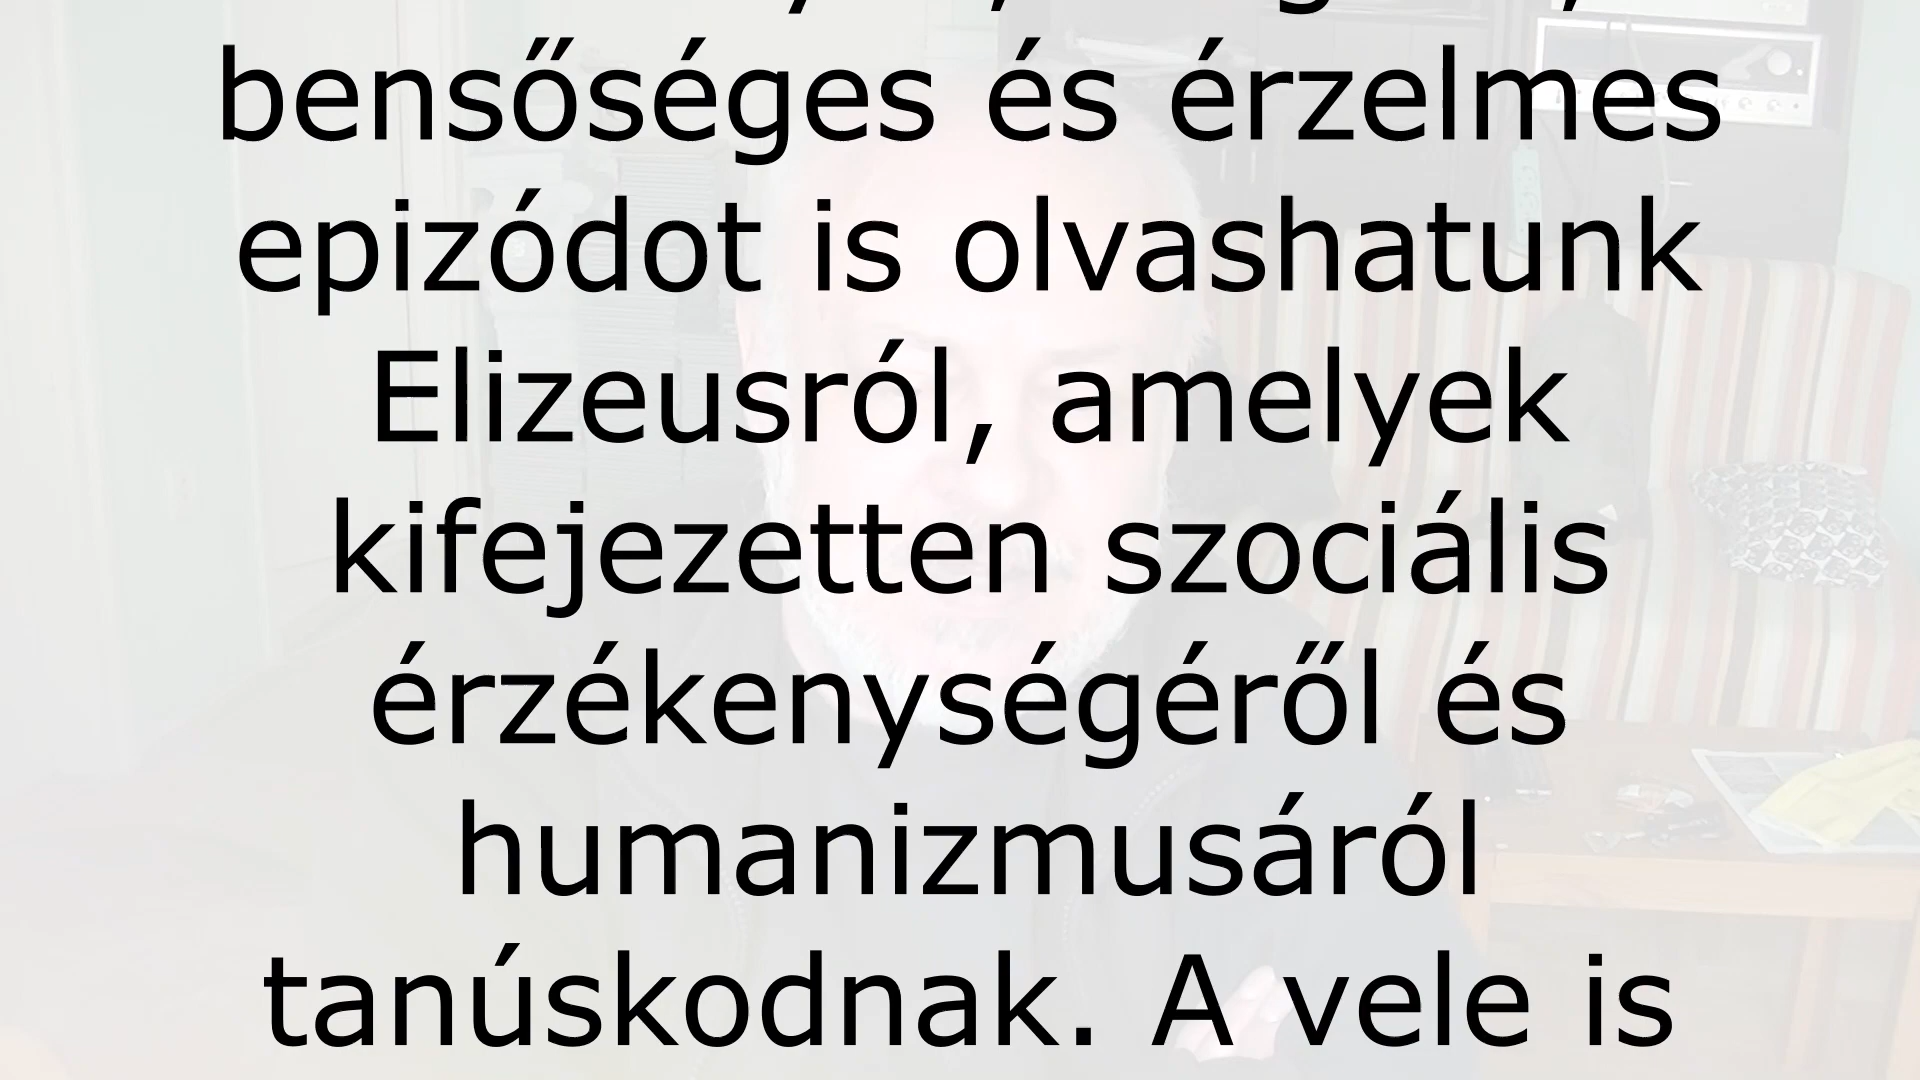 bensőséges és érzelmes
epizódot is olvashatunk
Elizeusról, amelyek
kifejezetten szociális
érzékenységéről és
humanizmusáról
tanúskodnak. A vele is